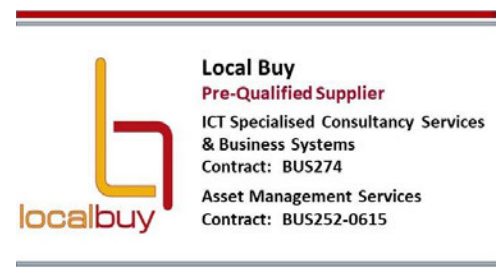 Local Buy
Pre-Qualified Supplier
ICT Specialised Consultancy Services
& Business Systems
Contract: BUS274
Asset Management Services
Contract: BUS252-0615
localbuy